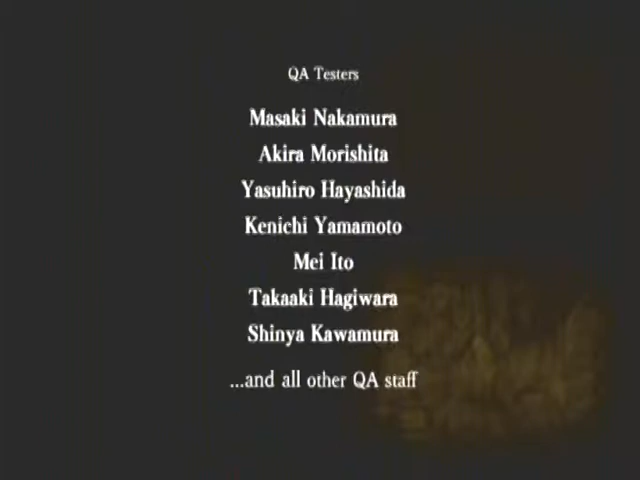 QA Testers
Masaki Nakamura
Akira Morishita
Yasuhiro Hayashida
Kenichi Yamamoto
Mei Ito
Takaaki Hagiwara
Shinya Kawamura
...and all other QA staff